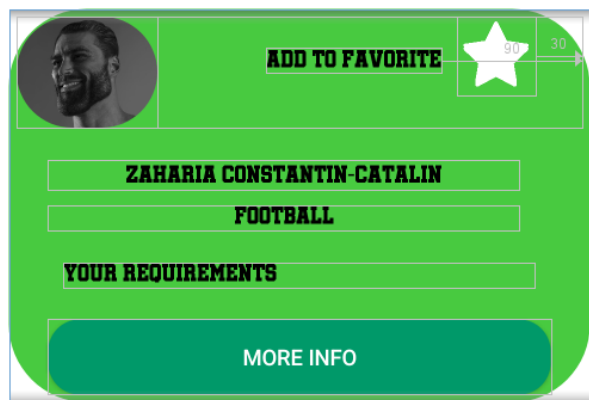 ADD TO FAVORITE
90
30
ZAHARIA CONSTANTIN-CATALIN
FOOTBALL
YOUR REQUIREMENTS
MORE INFO